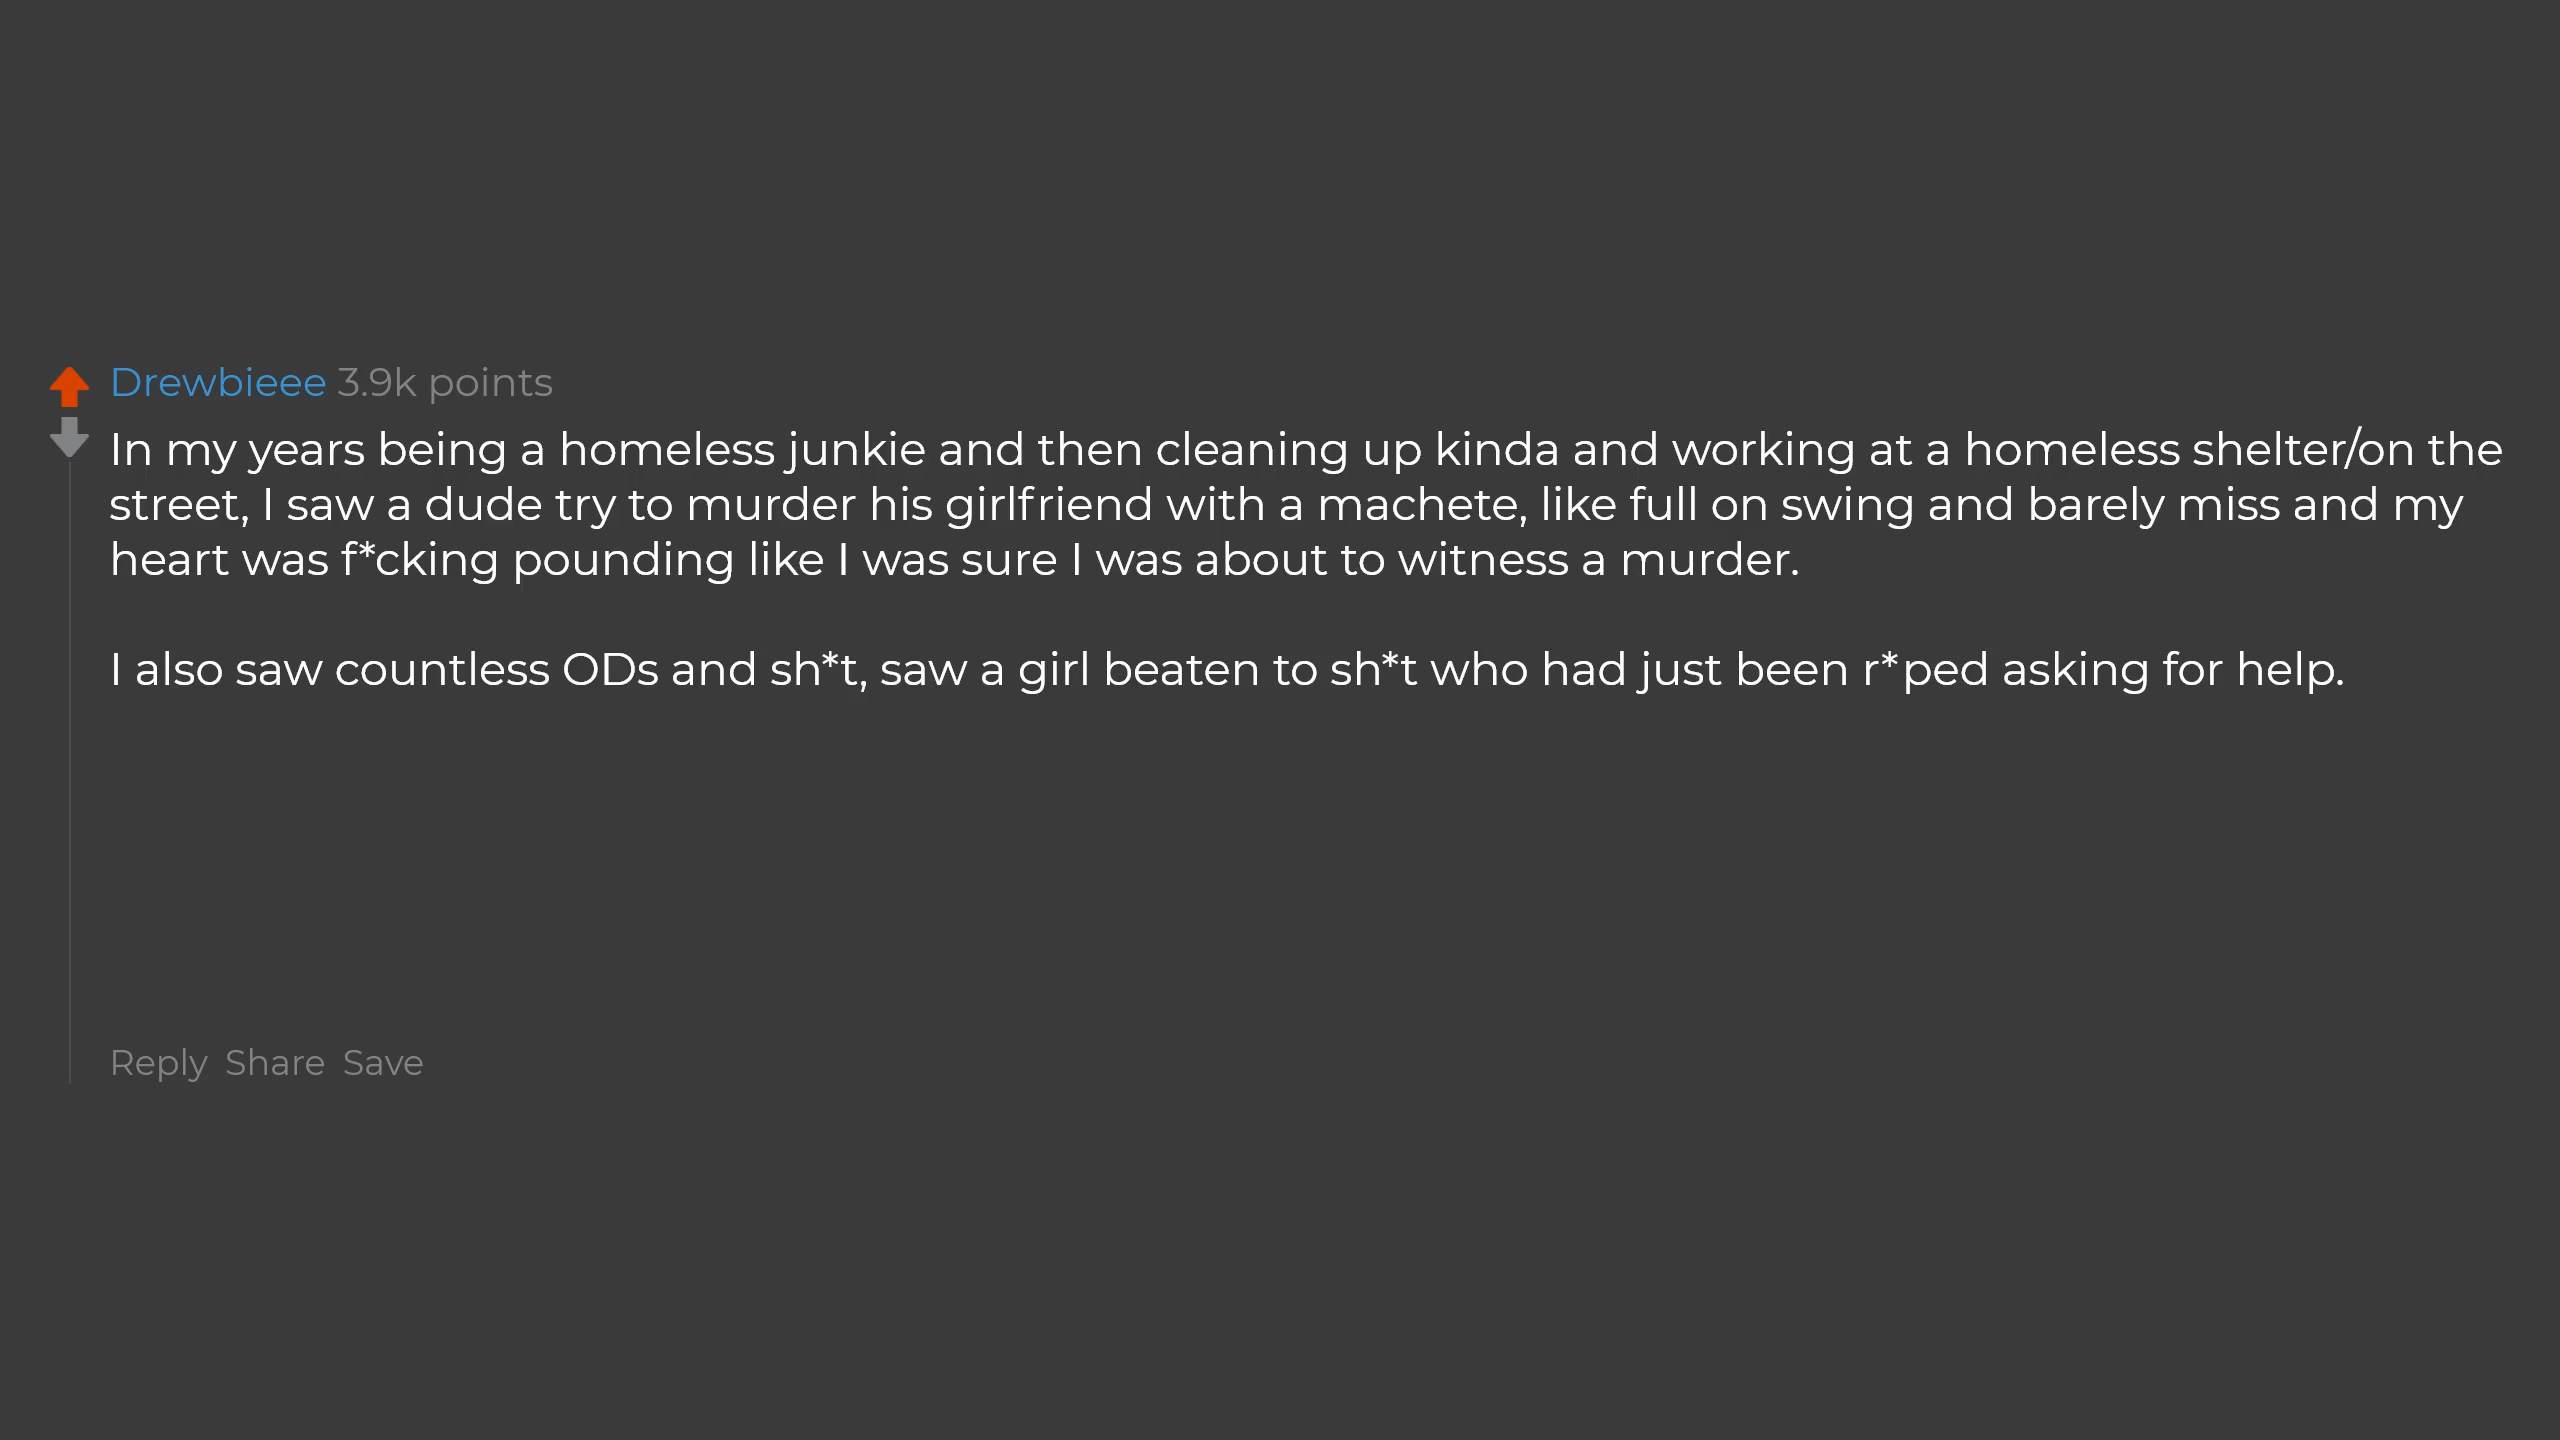 Drewbieee 3.9k points
In my years being a homeless junkie and then cleaning up kinda and working at a homeless shelter/on the
street, I saw a dude try to murder his girlfriend with a machete, like full on swing and barely miss and my
heart was f*cking pounding like I was sure I was about to witness a murder.
I also saw countless ODs and sh*t, saw a girl beaten to sh*t who had just been r*ped asking for help.
Reply Share Save